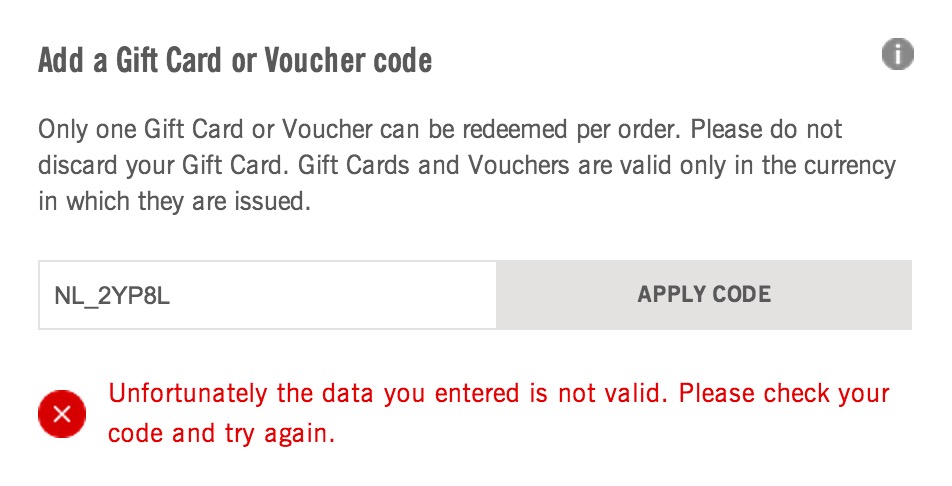 Add a Gift Card or Voucher code
Only one Gift Card or Voucher can be redeemed per order. Please do not
discard your Gift Card. Gift Cards and Vouchers are valid only in the currency
in which they are issued.
NL_2YP8L
APPLY CODE
Unfortunately the data you entered is not valid. Please check your
code and try again.